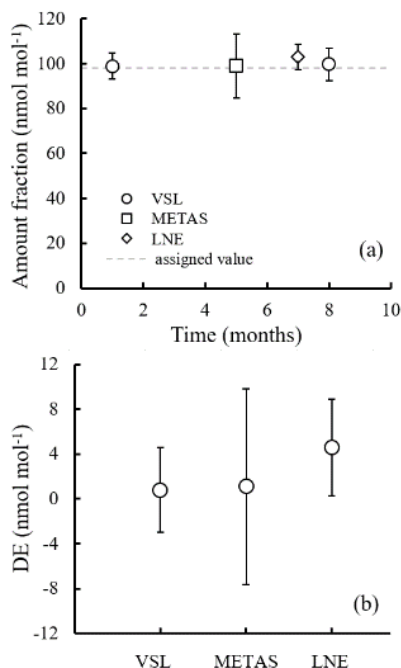 120
100
80
60
40
20
0
Amount fraction (nmol mol-1)
VSL
METAS
LNE
assigned value
(a)
0 2 4 6 8 10
Time (months)
12
8
4
0
-4
-8
-12
DE (nmol mol-1)
(b)
VSL METAS LNE